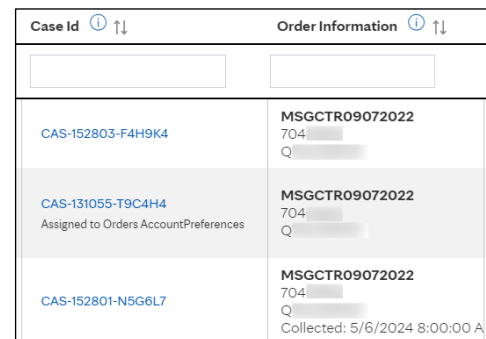 Case Id
Order Information
CAS-152803-F4H9K4
MSGCTR09072022
704
Q
CAS-131055-T9C4H4
Assigned to Orders AccountPreferences
MSGCTR09072022
704
Q
CAS-152801-N5G6L7
MSGCTR09072022
704
Q
Collected: 5/6/2024 8:00:00 A